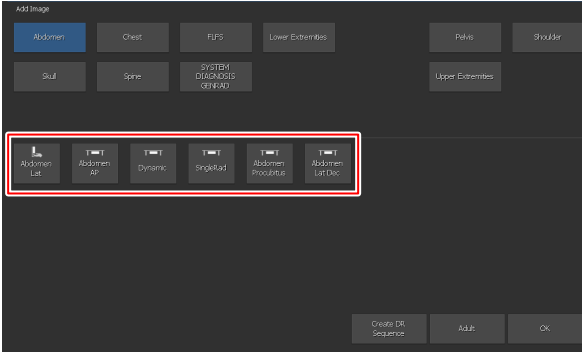 Add Image
Abdomen
Chest
FLFS
Lower Extremities
Pelvis
Shoulder
Skull
Spine
SYSTEM
DIAGNOSIS
GENRAD
Upper Extremities
Abdomen
Lat
Abdomen
AP
Dynamic
SingleRad
Abdomen
Procubitus
Abdomen
Lat Dec
Create DR
Sequence
Adult
OK